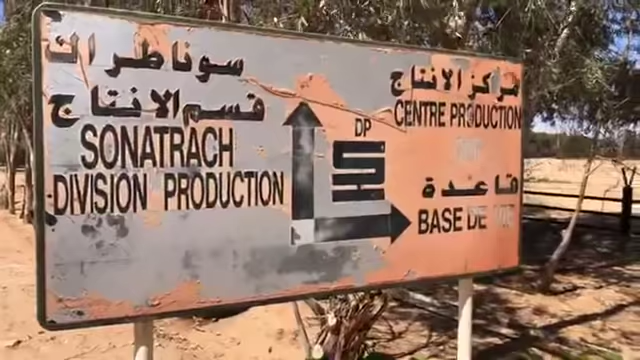 سوناطراك
قسم الانتاج
SONATRACH
DIVISION PRODUCTION
DP
مركز الانتاج
CENTRE PRODUCTION
قاعدة
BASE DE